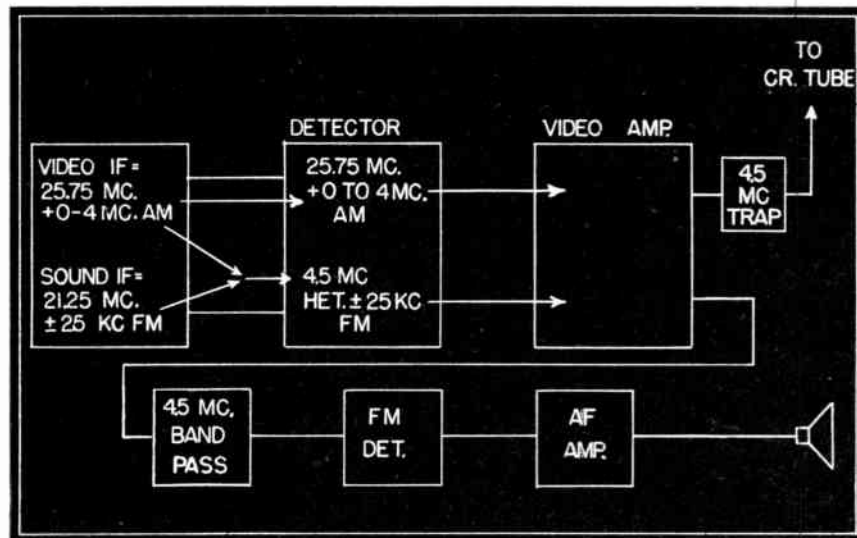 TO
CR. TUBE
DETECTOR
VIDEO AMP.
VIDEO IF=
25.75 MC.
+0-4 MC. AM
SOUND IF=
21.25 MC.
±25 KC FM
25.75 MC.
+0 TO 4 MC.
AM
4.5 MC
HET. ± 25 KC
FM
4.5
MC
TRAP
4.5 MC.
BAND
PASS
FM
DET.
AF
AMP.